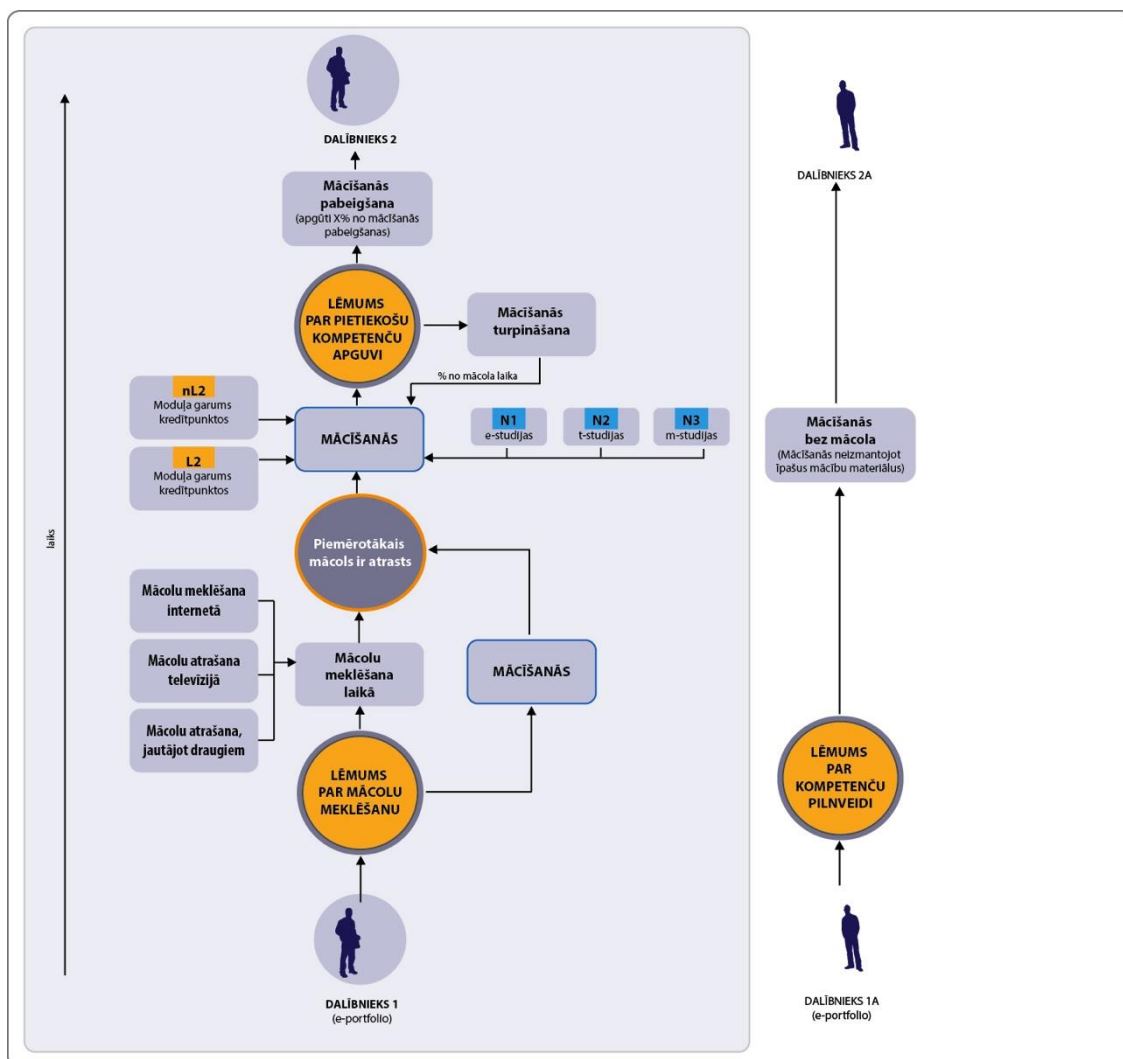 DALĪBNIEKS 2
DALĪBNIEKS 2A
Mācīšanās
pabeigšana
(apgūti X% no mācīšanās
pabeigšanas)
LĒMUMS
PAR PIETIEKOŠU
KOMPETENČU
APGUVI
Mācīšanās
turpināšana
% no mācola laika
nL2
Moduļa garums
kredītpunktos
L2
Moduļa garums
kredītpunktos
MĀCĪŠANĀS
N1
e-studijas
N2
t-studijas
N3
m-studijas
Mācīšanās
bez mācola
(Mācīšanās neizmantojot
īpašus mācību materiālus)
laiks
Piemērotākais
mācols ir atrasts
Mācolu meklēšana
internetā
Mācolu atrašana
televīzijā
Mācolu atrašana,
jautājot draugiem
Mācolu
meklēšana
laikā
MĀCĪŠANĀS
LĒMUMS
PAR MĀCOLU
MEKLĒŠANU
LĒMUMS
PAR
KOMPETENČU
PILNVEIDI
DALĪBNIEKS 1
(e-portfolio)
DALĪBNIEKS 1A
(e-portfolio)